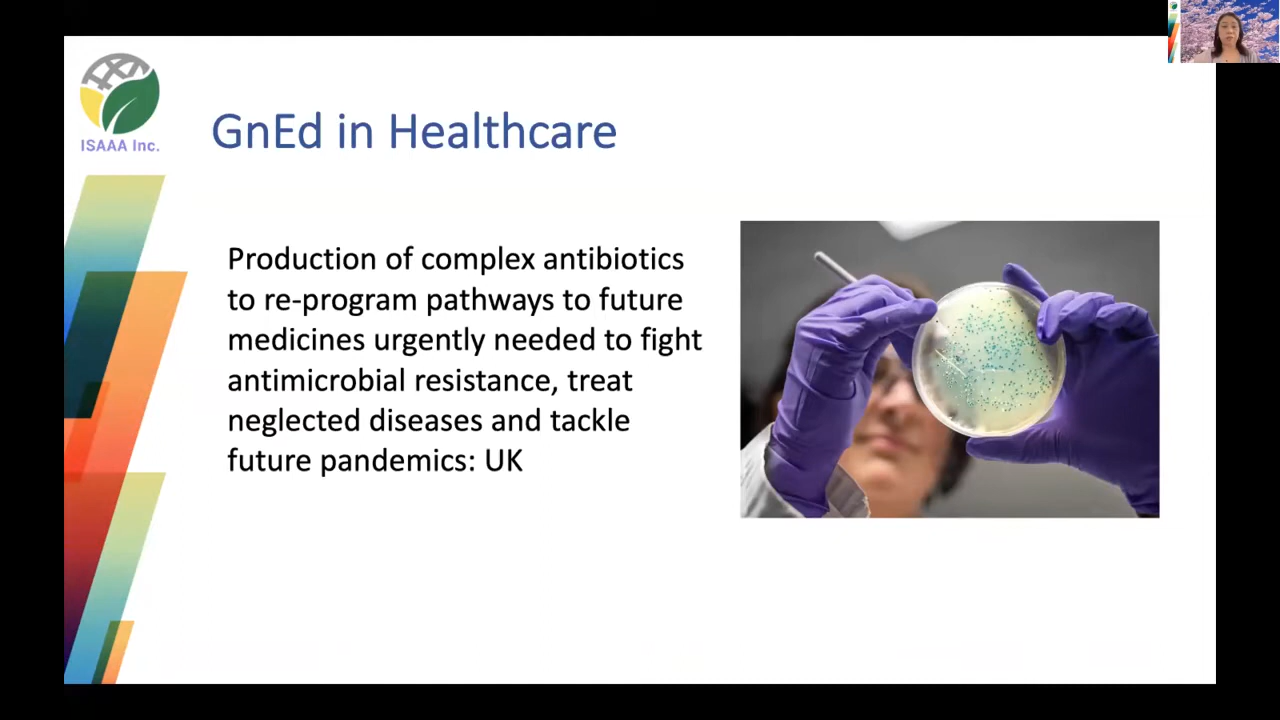 ISAAA Inc.
GnEd in Healthcare
Production of complex antibiotics
to re-program pathways to future
medicines urgently needed to fight
antimicrobial resistance, treat
neglected diseases and tackle
future pandemics: UK